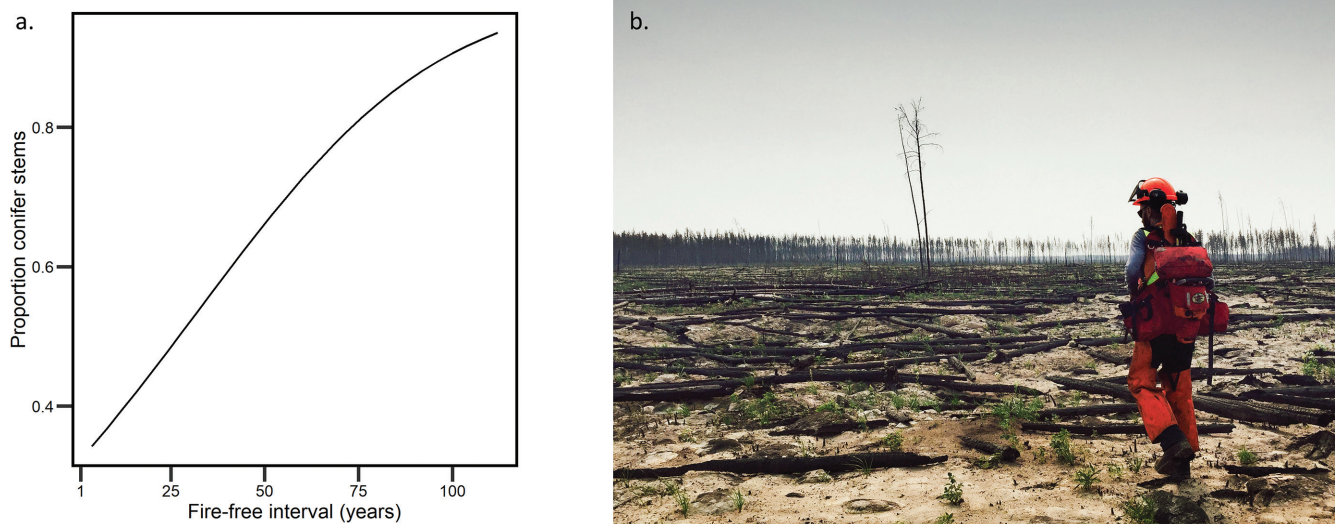 a.
Proportion conifer stems
0.8
0.6
0.4
1 25 50 75 100
Fire-free interval (years)
b.